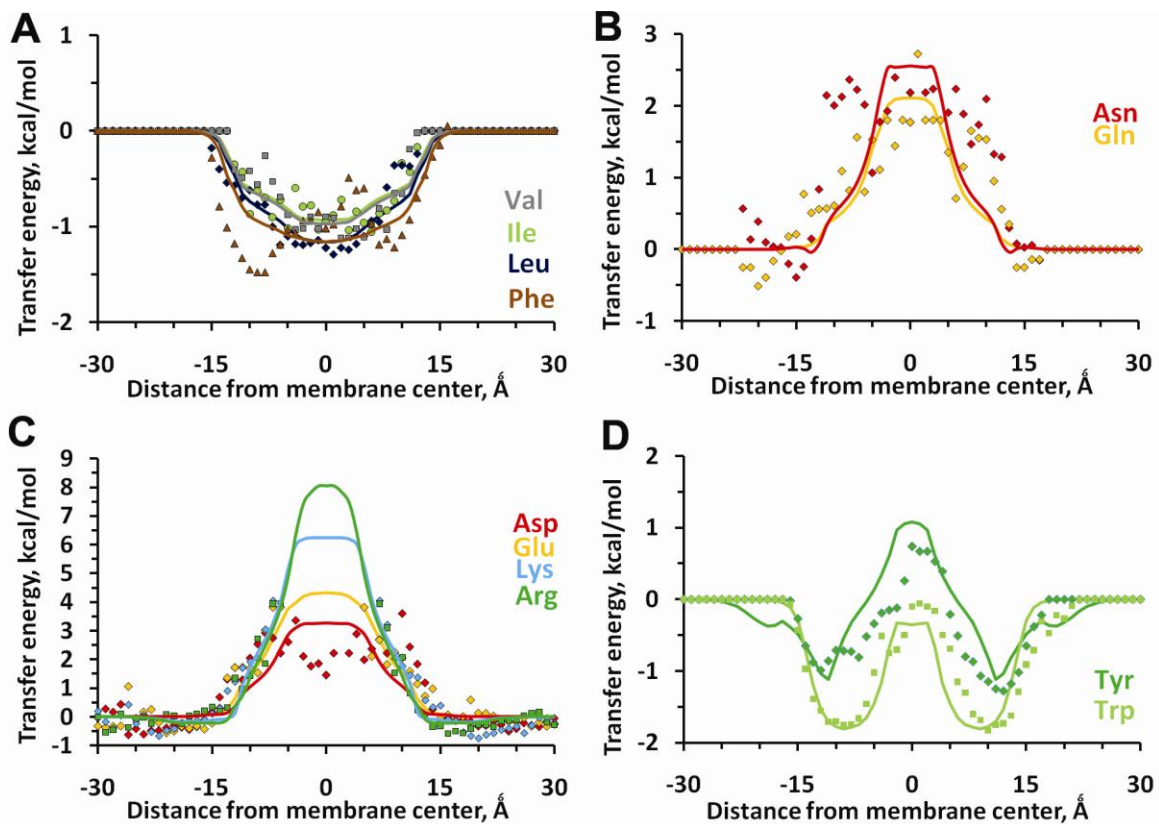 A
Transfer energy, kcal/mol
1
0
-1
-2
-30 -15 0 15 30
Distance from membrane center, Å
Val
Ile
Leu
Phe
B
Transfer energy, kcal/mol
3
2
1
0
-1
-30 -15 0 15 30
Distance from membrane center, Å
Asn
Gln
C
Transfer energy, kcal/mol
9
8
7
6
5
4
3
2
1
0
-1
-30 -15 0 15 30
Distance from membrane center, Å
Asp
Glu
Lys
Arg
D
Transfer energy, kcal/mol
2
1
0
-1
-2
-30 -15 0 15 30
Distance from membrane center, Å
Tyr
Trp